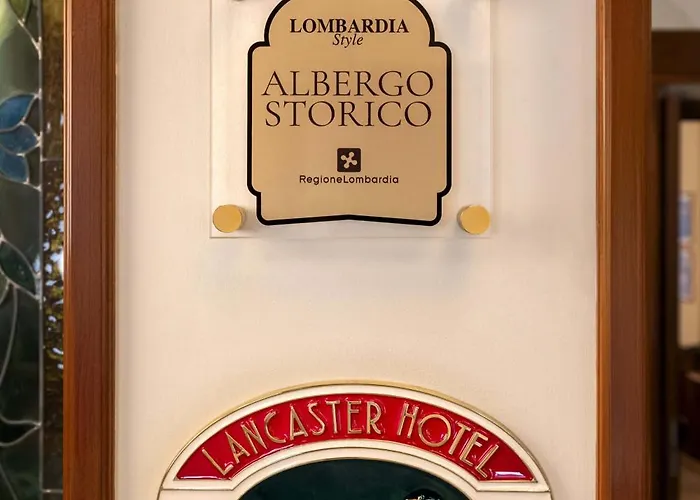 LOMBARDIA
Style
ALBERGO
STORICO
RegioneLombardia
LANCASTER HOTEL